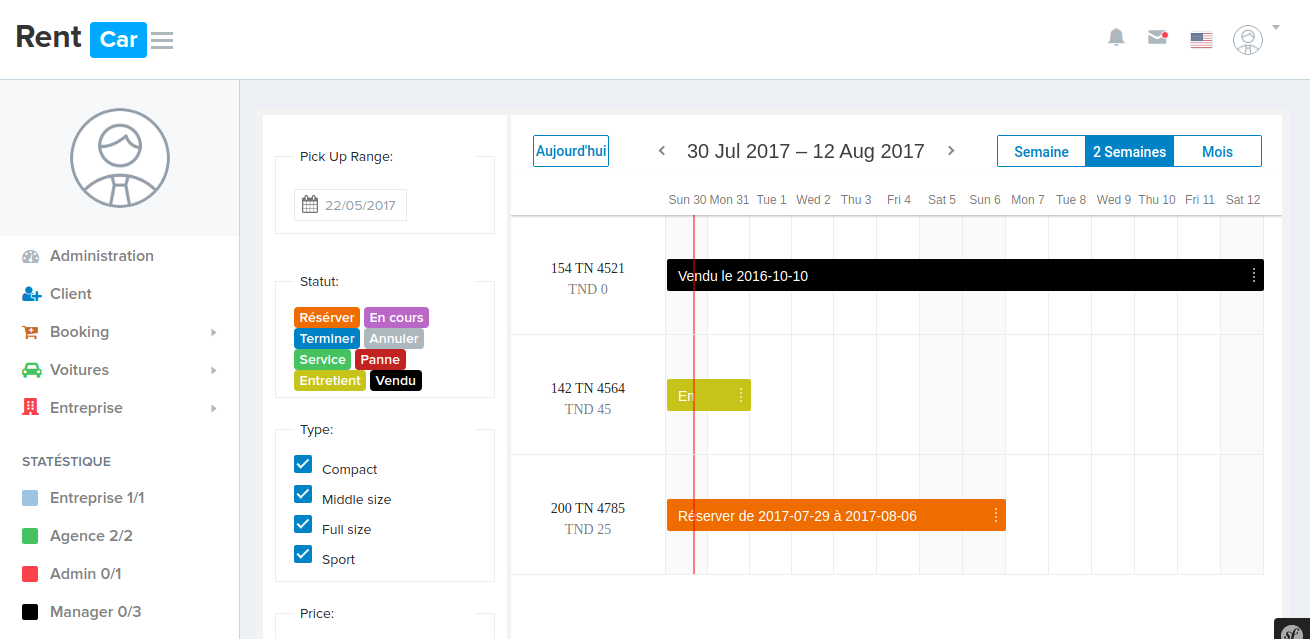 Rent Car
Administration
Client
Booking
Voitures
Entreprise
STATÉSTIQUE
Entreprise 1/1
Agence 2/2
Admin 0/1
Manager 0/3
Pick Up Range:
22/05/2017
Statut:
Résérver En cours
Terminer Annuler
Service Panne
Entretient Vendu
Type:
Compact
Middle size
Full size
Sport
Price:
Aujourd'hui
30 Jul 2017 – 12 Aug 2017
Semaine 2 Semaines Mois
Sun 30 Mon 31 Tue 1 Wed 2 Thu 3 Fri 4 Sat 5 Sun 6 Mon 7 Tue 8 Wed 9 Thu 10 Fri 11 Sat 12
154 TN 4521
TND 0
Vendu le 2016-10-10
142 TN 4564
TND 45
En
200 TN 4785
TND 25
Réserver de 2017-07-29 à 2017-08-06
sf